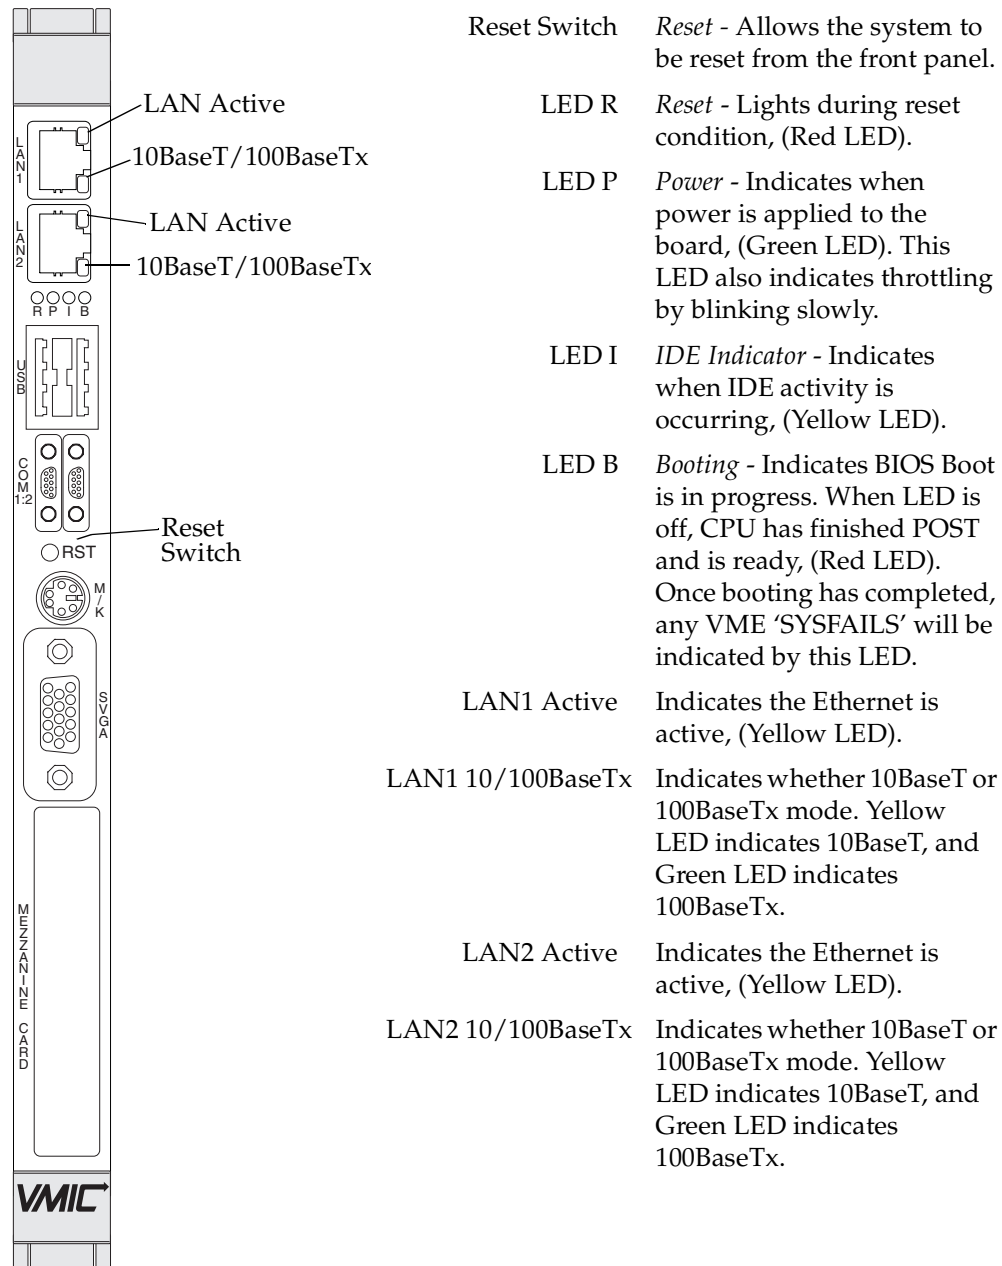 LAN1
LAN Active
10BaseT/100BaseTx
LAN2
LAN Active
10BaseT/100BaseTx
R P I B
USB
COM 1:2
Reset
Switch
RST
M/K
SVGA
MEZZANINE CARD
VMIC
Reset Switch Reset - Allows the system to
be reset from the front panel.
LED R Reset - Lights during reset
condition, (Red LED).
LED P Power - Indicates when
power is applied to the
board, (Green LED). This
LED also indicates throttling
by blinking slowly.
LED I IDE Indicator - Indicates
when IDE activity is
occurring, (Yellow LED).
LED B Booting - Indicates BIOS Boot
is in progress. When LED is
off, CPU has finished POST
and is ready, (Red LED).
Once booting has completed,
any VME ‘SYSFAILS’ will be
indicated by this LED.
LAN1 Active Indicates the Ethernet is
active, (Yellow LED).
LAN1 10/100BaseTx Indicates whether 10BaseT or
100BaseTx mode. Yellow
LED indicates 10BaseT, and
Green LED indicates
100BaseTx.
LAN2 Active Indicates the Ethernet is
active, (Yellow LED).
LAN2 10/100BaseTx Indicates whether 10BaseT or
100BaseTx mode. Yellow
LED indicates 10BaseT, and
Green LED indicates
100BaseTx.